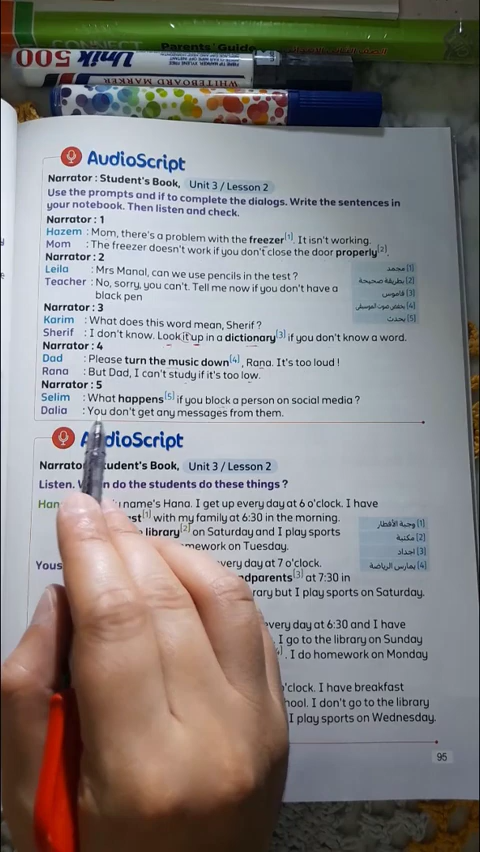 CONNECT Parents' Guide
Unik 500
WHITEBOARD MARKER
AudioScript
Narrator : Student's Book, Unit 3 / Lesson 2
Use the prompts and if to complete the dialogs. Write the sentences in
your notebook. Then listen and check.
Narrator : 1
Hazem : Mom, there's a problem with the freezer[1]. It isn't working.
Mom : The freezer doesn't work if you don't close the door properly[2].
Narrator : 2
Leila : Mrs Manal, can we use pencils in the test ?
Teacher : No, sorry, you can't. Tell me now if you don't have a
black pen
Narrator : 3
Karim : What does this word mean, Sherif ?
Sherif : I don't know. Look it up in a dictionary[3] if you don't know a word.
Narrator : 4
Dad : Please turn the music down[4], Rana. It's too loud !
Rana : But Dad, I can't study if it's too low.
Narrator : 5
Selim : What happens[5] if you block a person on social media ?
Dalia : You don't get any messages from them.
[1] مجمد
[2] بطريقة صحيحة
[3] قاموس
[4] يخفض صوت الموسيقى
[5] يحدث
AudioScript
Narrator Student's Book, Unit 3 / Lesson 2
Listen. When do the students do these things ?
name's Hana. I get up every day at 6 o'clock. I have
[1] with my family at 6:30 in the morning.
library[2] on Saturday and I play sports
homework on Tuesday.
[1] وجبة الأفطار
[2] مكتبة
[3] اجداد
[4] يمارس الرياضة
every day at 7 o'clock.
grandparents[3] at 7:30 in
library but I play sports on Saturday.
every day at 6:30 and I have
I go to the library on Sunday
. I do homework on Monday
o'clock. I have breakfast
school. I don't go to the library
I play sports on Wednesday.
95